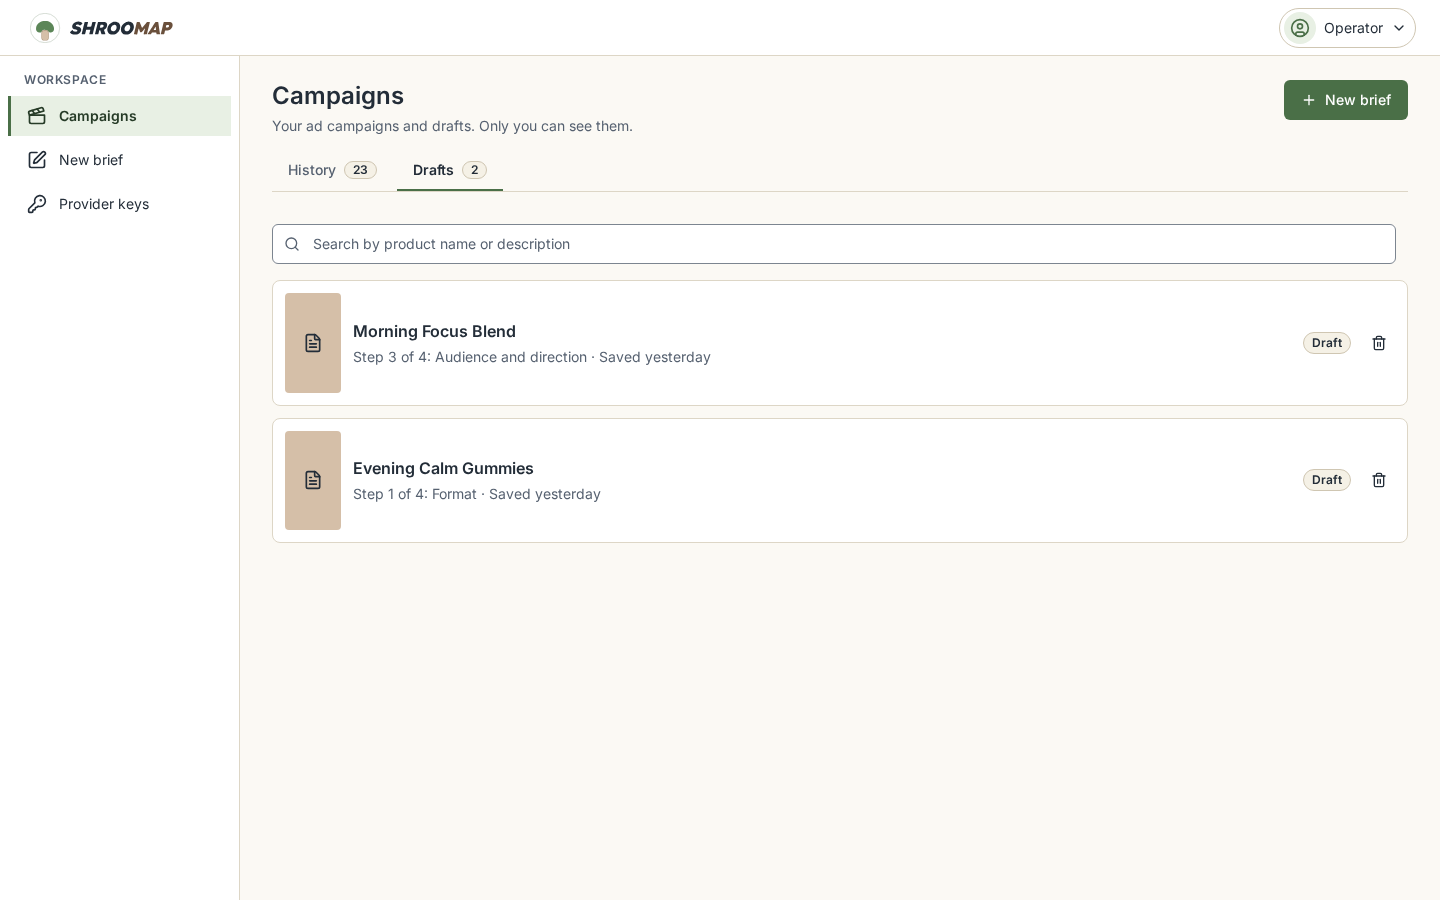 SHROOMAP
Operator
WORKSPACE
Campaigns
New brief
Provider keys
Campaigns
Your ad campaigns and drafts. Only you can see them.
New brief
History 23
Drafts 2
Search by product name or description
Morning Focus Blend
Step 3 of 4: Audience and direction · Saved yesterday
Draft
Evening Calm Gummies
Step 1 of 4: Format · Saved yesterday
Draft